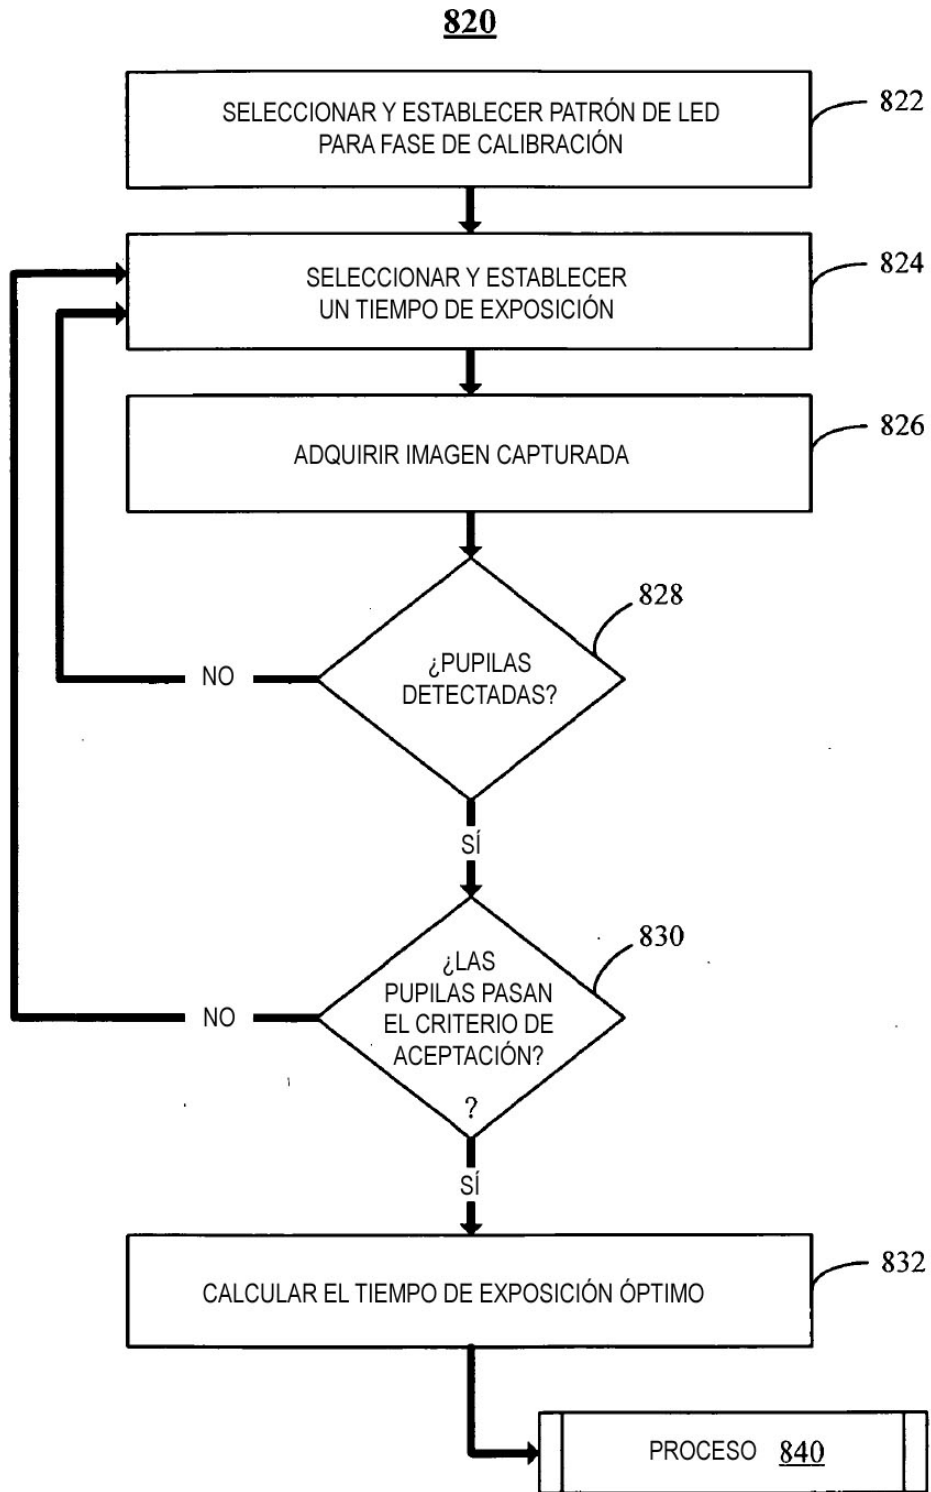 820
SELECCIONAR Y ESTABLECER PATRÓN DE LED
PARA FASE DE CALIBRACIÓN
822
SELECCIONAR Y ESTABLECER
UN TIEMPO DE EXPOSICIÓN
824
ADQUIRIR IMAGEN CAPTURADA
826
¿PUPILAS
DETECTADAS?
828
NO
SÍ
¿LAS
PUPILAS PASAN
EL CRITERIO DE
ACEPTACIÓN?
?
830
NO
SÍ
CALCULAR EL TIEMPO DE EXPOSICIÓN ÓPTIMO
832
PROCESO 840